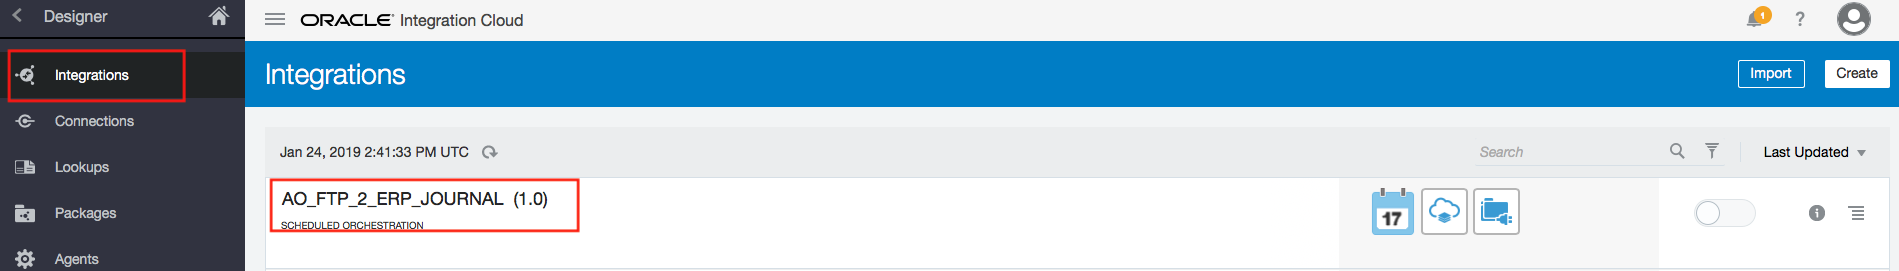 Designer
ORACLE® Integration Cloud
1
?
Integrations
Connections
Lookups
Packages
Agents
Integrations
Import
Create
Jan 24, 2019 2:41:33 PM UTC
Search
Last Updated
AO_FTP_2_ERP_JOURNAL (1.0)
SCHEDULED ORCHESTRATION
17